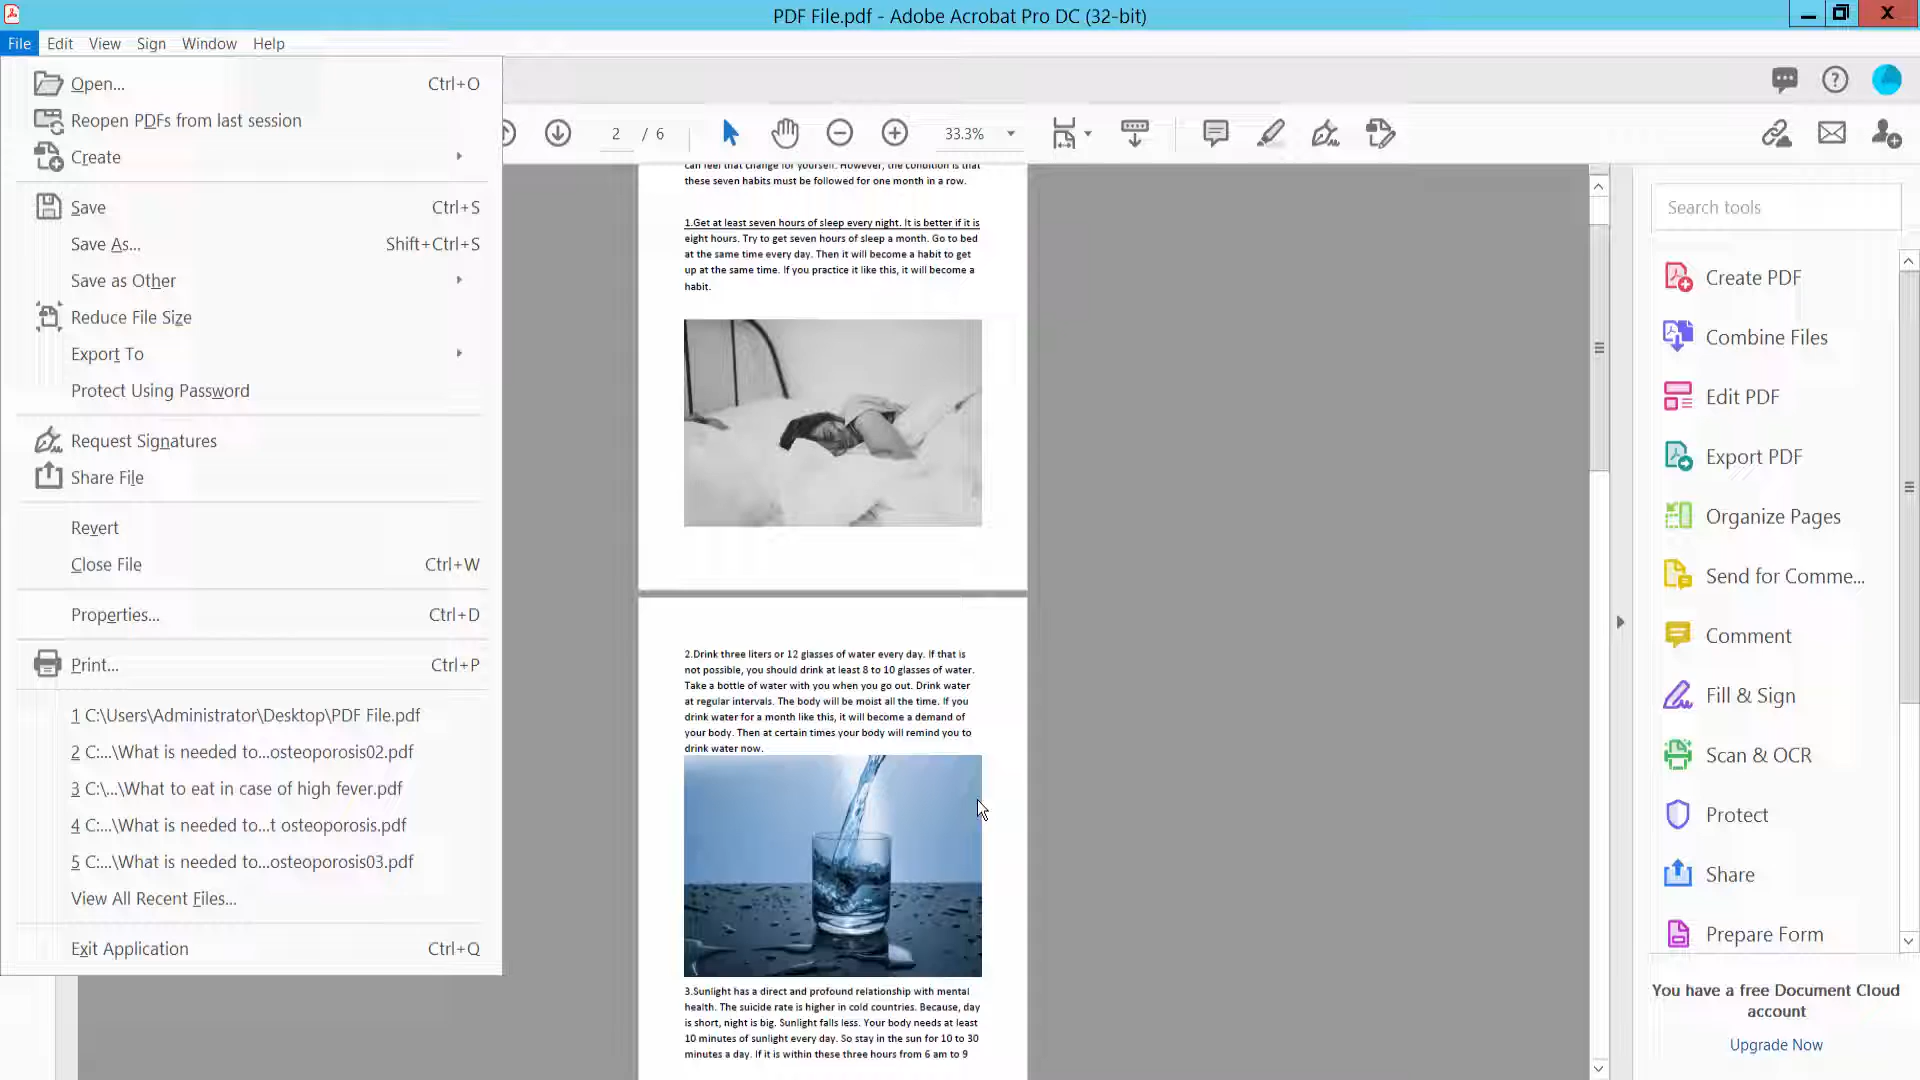 PDF File.pdf - Adobe Acrobat Pro DC (32-bit)
File Edit View Sign Window Help
Open... Ctrl+O
Reopen PDFs from last session
Create
Save Ctrl+S
Save As... Shift+Ctrl+S
Save as Other
Reduce File Size
Export To
Protect Using Password
Request Signatures
Share File
Revert
Close File Ctrl+W
Properties... Ctrl+D
Print... Ctrl+P
1 C:\Users\Administrator\Desktop\PDF File.pdf
2 C:...\What is needed to...osteoporosis02.pdf
3 C:\...\What to eat in case of high fever.pdf
4 C:...\What is needed to...t osteoporosis.pdf
5 C:...\What is needed to...osteoporosis03.pdf
View All Recent Files...
Exit Application Ctrl+Q
2 / 6
33.3%
can feel that change for yourself. However, the condition is that
these seven habits must be followed for one month in a row.
1.Get at least seven hours of sleep every night. It is better if it is
eight hours. Try to get seven hours of sleep a month. Go to bed
at the same time every day. Then it will become a habit to get
up at the same time. If you practice it like this, it will become a
habit.
2.Drink three liters or 12 glasses of water every day. If that is
not possible, you should drink at least 8 to 10 glasses of water.
Take a bottle of water with you when you go out. Drink water
at regular intervals. The body will be moist all the time. If you
drink water for a month like this, it will become a demand of
your body. Then at certain times your body will remind you to
drink water now.
3.Sunlight has a direct and profound relationship with mental
health. The suicide rate is higher in cold countries. Because, day
is short, night is big. Sunlight falls less. Your body needs at least
10 minutes of sunlight every day. So stay in the sun for 10 to 30
minutes a day. If it is within these three hours from 6 am to 9
Search tools
Create PDF
Combine Files
Edit PDF
Export PDF
Organize Pages
Send for Comme...
Comment
Fill & Sign
Scan & OCR
Protect
Share
Prepare Form
You have a free Document Cloud
account
Upgrade Now